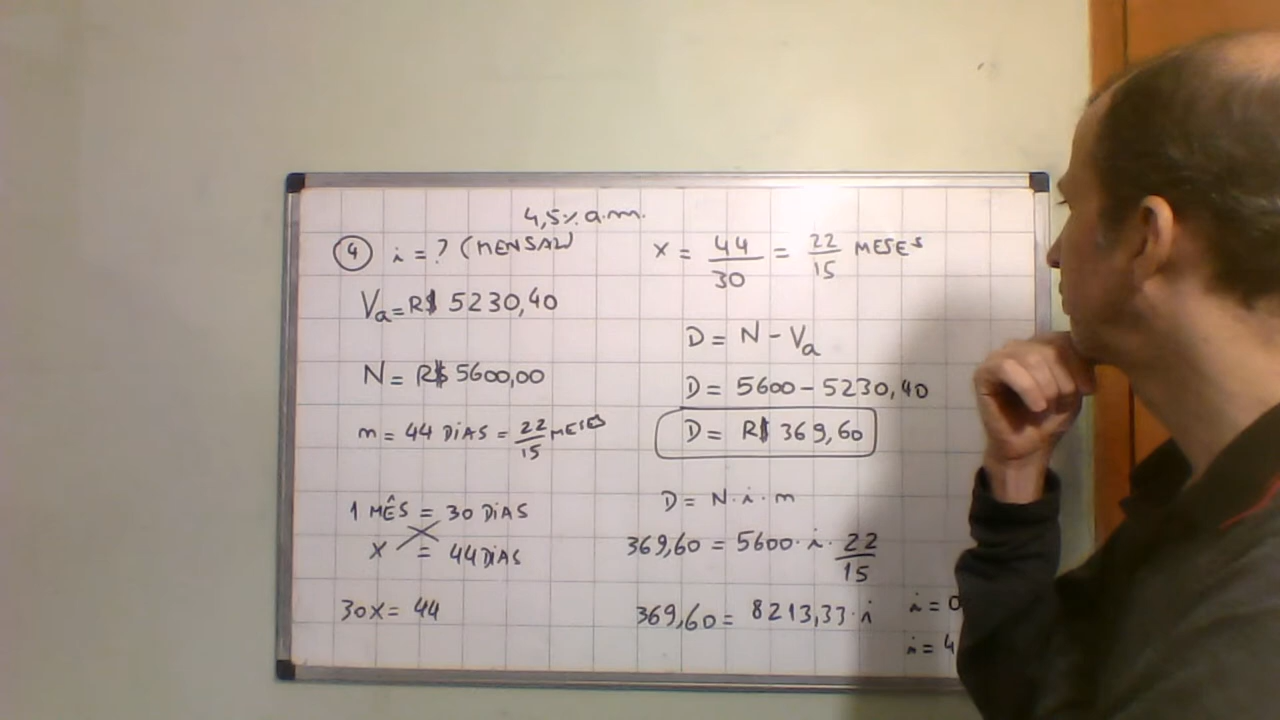 4,5% a.m.
4 i = ? (MENSAL)
Va = R$ 5230,40
N = R$ 5600,00
m = 44 DIAS = 22/15 MESES
1 MÊS = 30 DIAS
x = 44 DIAS
30x = 44
x = 44/30 = 22/15 MESES
D = N - Va
D = 5600 - 5230,40
D = R$ 369,60
D = N · i · m
369,60 = 5600 · i · 22/15
369,60 = 8213,33 · i
i = 0
i = 4